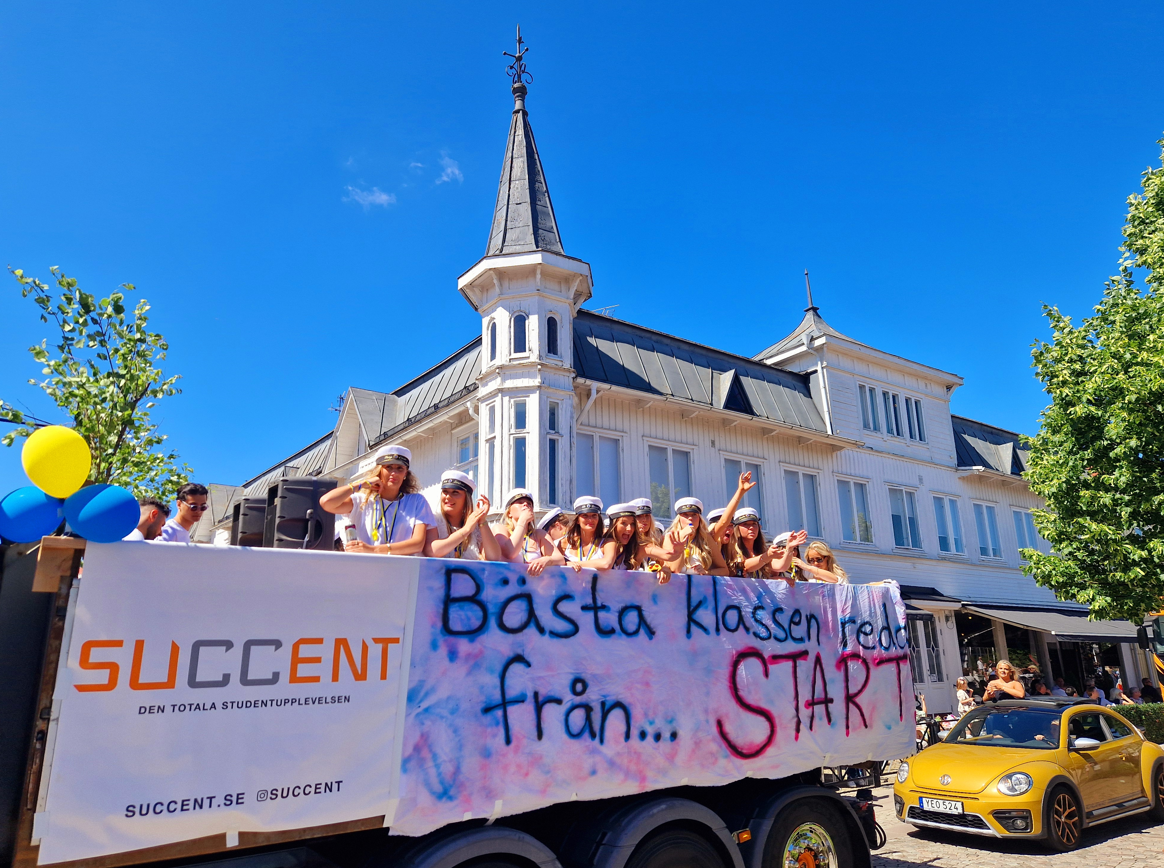 SUCCENT
DEN TOTALA STUDENTUPPLEVELSEN
SUCCENT.SE @SUCCENT
Bästa klassen redo
från... START
YEO 524